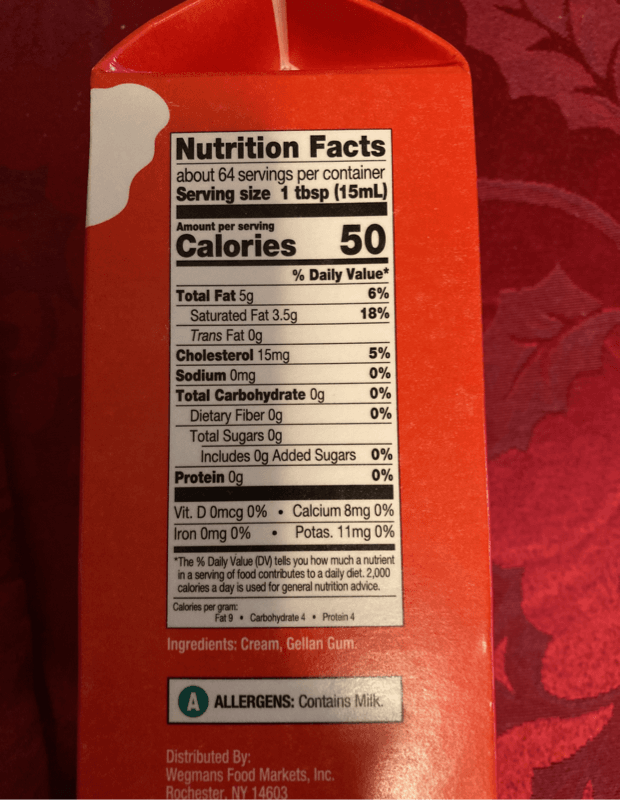 Nutrition Facts
about 64 servings per container
Serving size 1 tbsp (15mL)
Amount per serving
Calories 50
% Daily Value*
Total Fat 5g 6%
Saturated Fat 3.5g 18%
Trans Fat 0g
Cholesterol 15mg 5%
Sodium 0mg 0%
Total Carbohydrate 0g 0%
Dietary Fiber 0g 0%
Total Sugars 0g
Includes 0g Added Sugars 0%
Protein 0g 0%
Vit. D 0mcg 0% • Calcium 8mg 0%
Iron 0mg 0% • Potas. 11mg 0%
*The % Daily Value (DV) tells you how much a nutrient
in a serving of food contributes to a daily diet. 2,000
calories a day is used for general nutrition advice.
Calories per gram:
Fat 9 • Carbohydrate 4 • Protein 4
Ingredients: Cream, Gellan Gum.
A ALLERGENS: Contains Milk.
Distributed By:
Wegmans Food Markets, Inc.
Rochester, NY 14603